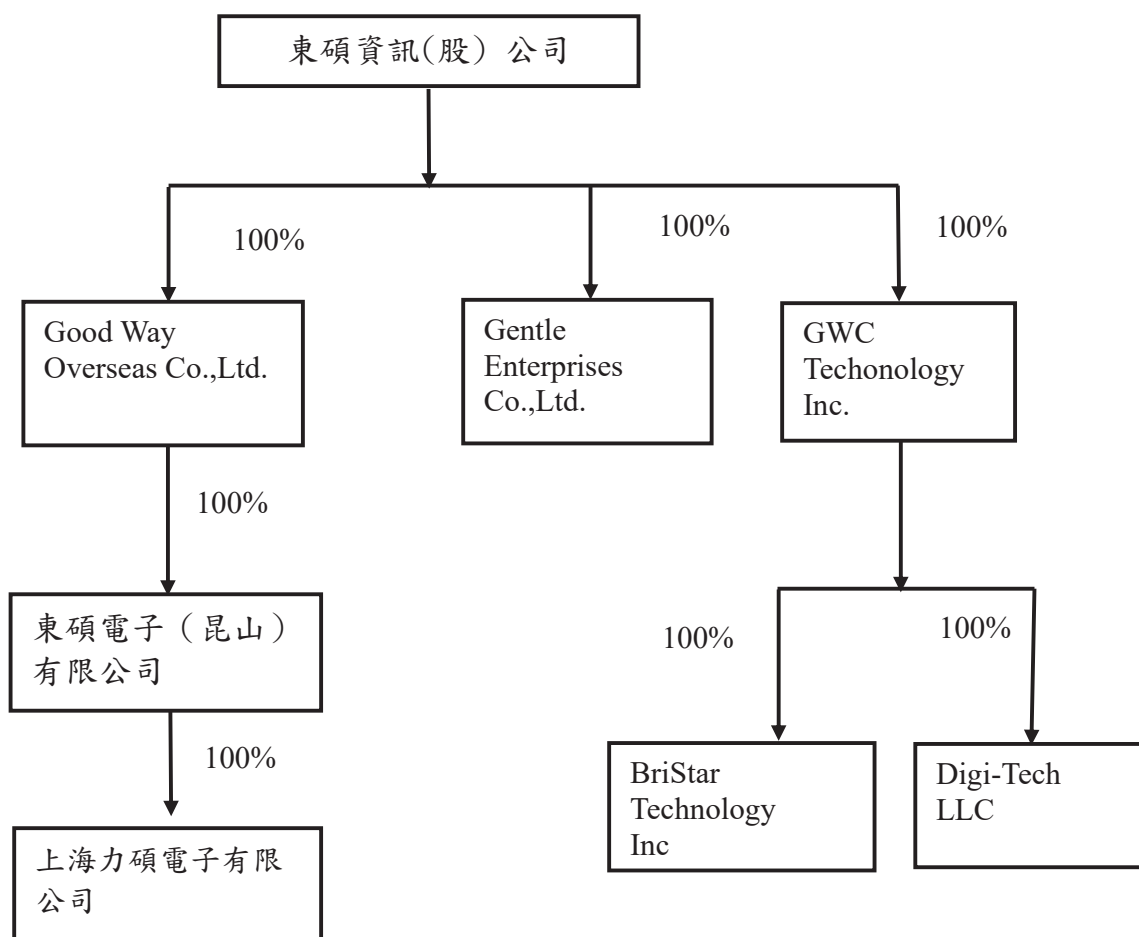 東碩資訊(股) 公司
100%
100%
100%
Good Way
Overseas Co.,Ltd.
Gentle
Enterprises
Co.,Ltd.
GWC
Techonology
Inc.
100%
東碩電子（昆山）
有限公司
100%
100%
100%
BriStar
Technology
Inc
Digi-Tech
LLC
上海力碩電子有限
公司